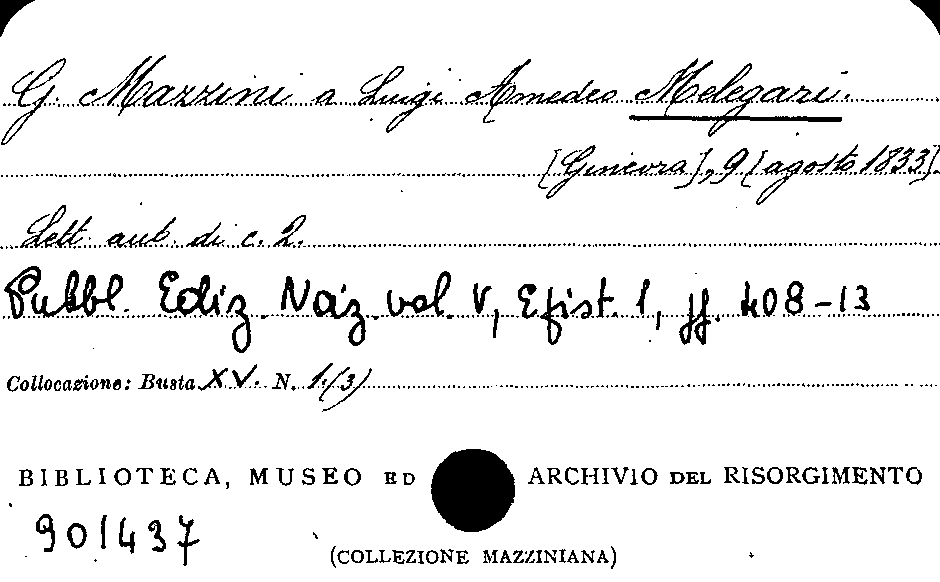 G. Mazzini a Luigi Amedeo Melegari.
[Ginevra], 9 [agosto 1833].
Lett. aut. di c. 2.
Pubbl. Ediz. Naz. vol. V, Epist. 1, pp. 408-13
Collocazione: Busta XV. N. 1.(3)
BIBLIOTECA, MUSEO ED ARCHIVIO DEL RISORGIMENTO
901437
(COLLEZIONE MAZZINIANA)